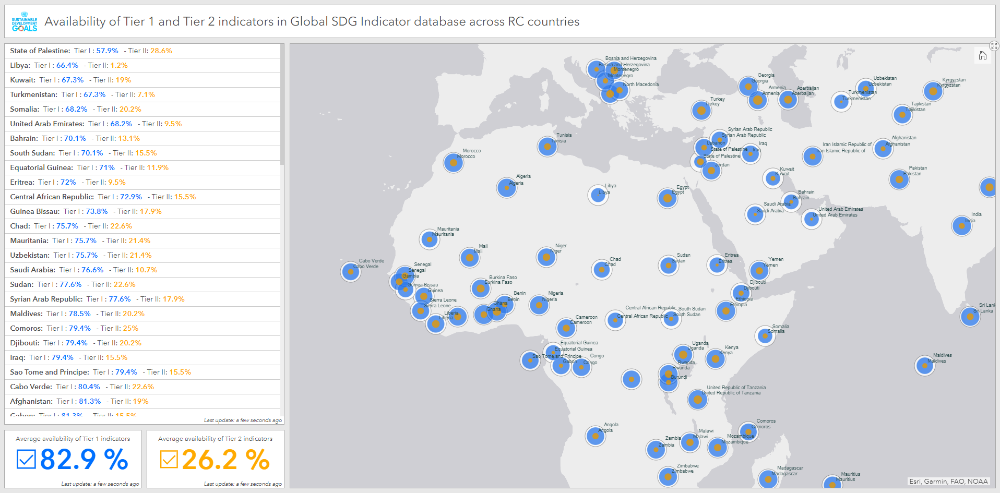 SUSTAINABLE
DEVELOPMENT
GOALS
Availability of Tier 1 and Tier 2 indicators in Global SDG Indicator database across RC countries
State of Palestine: Tier I : 57.9% - Tier II: 28.6%
Libya: Tier I : 66.4% - Tier II: 1.2%
Kuwait: Tier I : 67.3% - Tier II: 19%
Turkmenistan: Tier I : 67.3% - Tier II: 7.1%
Somalia: Tier I : 68.2% - Tier II: 20.2%
United Arab Emirates: Tier I : 68.2% - Tier II: 9.5%
Bahrain: Tier I : 70.1% - Tier II: 13.1%
South Sudan: Tier I : 70.1% - Tier II: 15.5%
Equatorial Guinea: Tier I : 71% - Tier II: 11.9%
Eritrea: Tier I : 72% - Tier II: 9.5%
Central African Republic: Tier I : 72.9% - Tier II: 15.5%
Guinea Bissau: Tier I : 73.8% - Tier II: 17.9%
Chad: Tier I : 75.7% - Tier II: 22.6%
Mauritania: Tier I : 75.7% - Tier II: 21.4%
Uzbekistan: Tier I : 75.7% - Tier II: 21.4%
Saudi Arabia: Tier I : 76.6% - Tier II: 10.7%
Sudan: Tier I : 77.6% - Tier II: 22.6%
Syrian Arab Republic: Tier I : 77.6% - Tier II: 17.9%
Maldives: Tier I : 78.5% - Tier II: 20.2%
Comoros: Tier I : 79.4% - Tier II: 25%
Djibouti: Tier I : 79.4% - Tier II: 20.2%
Iraq: Tier I : 79.4% - Tier II: 15.5%
Sao Tome and Principe: Tier I : 79.4% - Tier II: 15.5%
Cabo Verde: Tier I : 80.4% - Tier II: 22.6%
Afghanistan: Tier I : 81.3% - Tier II: 19%
Gabon: Tier I : 81.3% - Tier II: 15.5%
Last update: a few seconds ago
Average availability of Tier 1 indicators
82.9 %
Last update: a few seconds ago
Average availability of Tier 2 indicators
26.2 %
Last update: a few seconds ago
Bosnia and Herzegovina
Bosnia and Herzegovina
Montenegro
Montenegro
North Macedonia
Georgia
Georgia
Armenia
Armenia
Azerbaijan
Azerbaijan
Uzbekistan
Uzbekistan
Turkmenistan
Turkmenistan
Kyrgyzstan
Kyrgyzstan
Tajikistan
Tajikistan
Turkey
Turkey
Tunisia
Tunisia
Syrian Arab Republic
Syrian Arab Republic
Lebanon
State of Palestine
State of Palestine
Iraq
Iraq
Jordan
Iran Islamic Republic of
Iran Islamic Republic of
Afghanistan
Afghanistan
Morocco
Morocco
Algeria
Algeria
Libya
Libya
Egypt
Egypt
Kuwait
Kuwait
Pakistan
Pakistan
Bahrain
Bahrain
Saudi Arabia
Saudi Arabia
United Arab Emirates
United Arab Emirates
India
India
Mauritania
Mauritania
Mali
Mali
Niger
Niger
Chad
Chad
Sudan
Sudan
Eritrea
Eritrea
Yemen
Yemen
Cabo Verde
Cabo Verde
Senegal
Senegal
Gambia
Guinea Bissau
Guinea
Burkina Faso
Burkina Faso
Sierra Leone
Sierra Leone
Liberia
Liberia
Ghana
Ghana
Benin
Benin
Nigeria
Nigeria
Djibouti
Djibouti
Ethiopia
Ethiopia
Central African Republic
Central African Republic
South Sudan
South Sudan
Cameroon
Cameroon
Somalia
Somalia
Sri Lank
Sri Lanka
Equatorial Guinea
Equatorial Guinea
Sao Tome and Principe
Gabon
Congo
Congo
Uganda
Uganda
Kenya
Kenya
Rwanda
Rwanda
Burundi
Maldives
Maldives
United Republic of Tanzania
United Republic of Tanzania
Angola
Angola
Zambia
Zambia
Malawi
Malawi
Comoros
Comoros
Mozambique
Mozambique
Zimbabwe
Zimbabwe
Madagascar
Madagascar
Mauritius
Mauritius
Esri, Garmin, FAO, NOAA